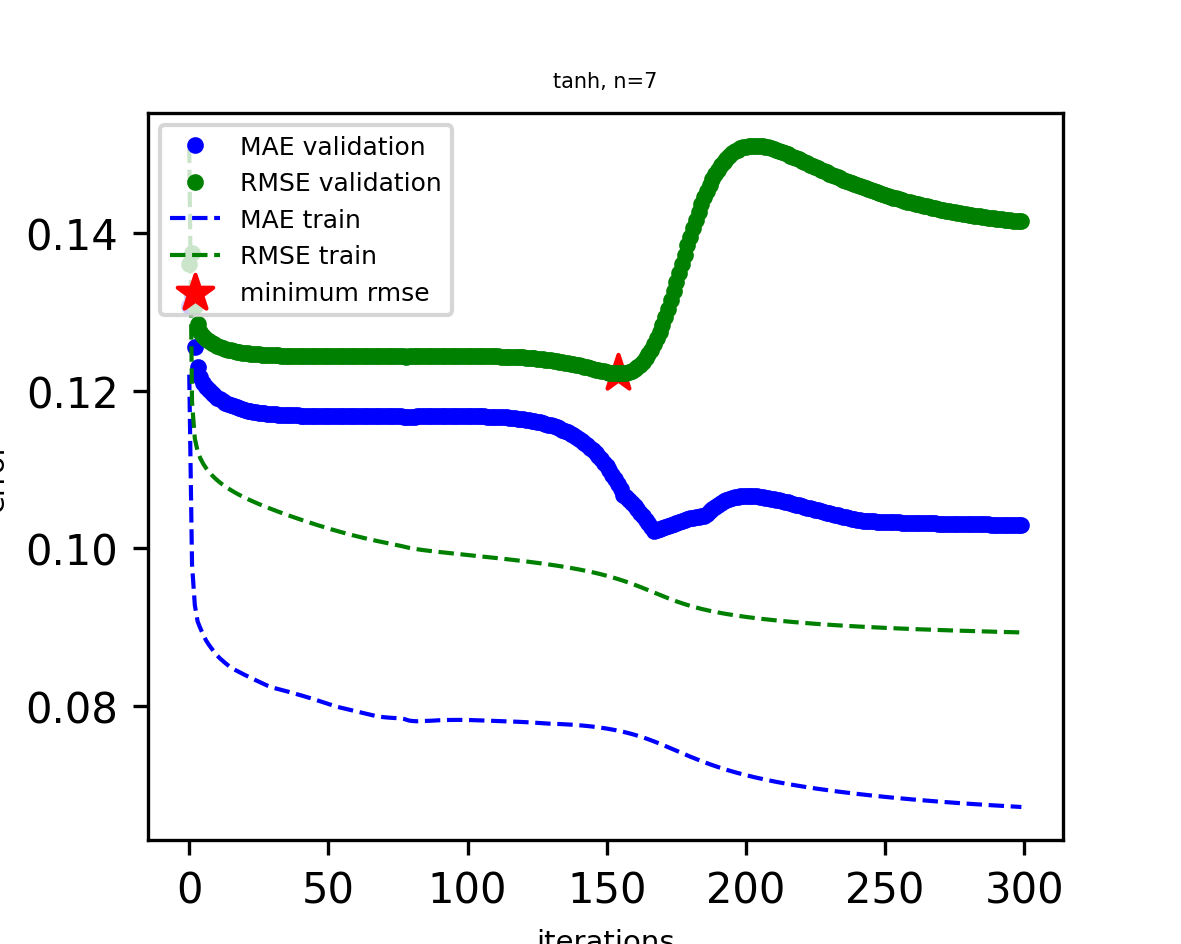 tanh, n=7
MAE validation
RMSE validation
MAE train
RMSE train
minimum rmse
0.14
0.12
0.10
0.08
0 50 100 150 200 250 300
iterations